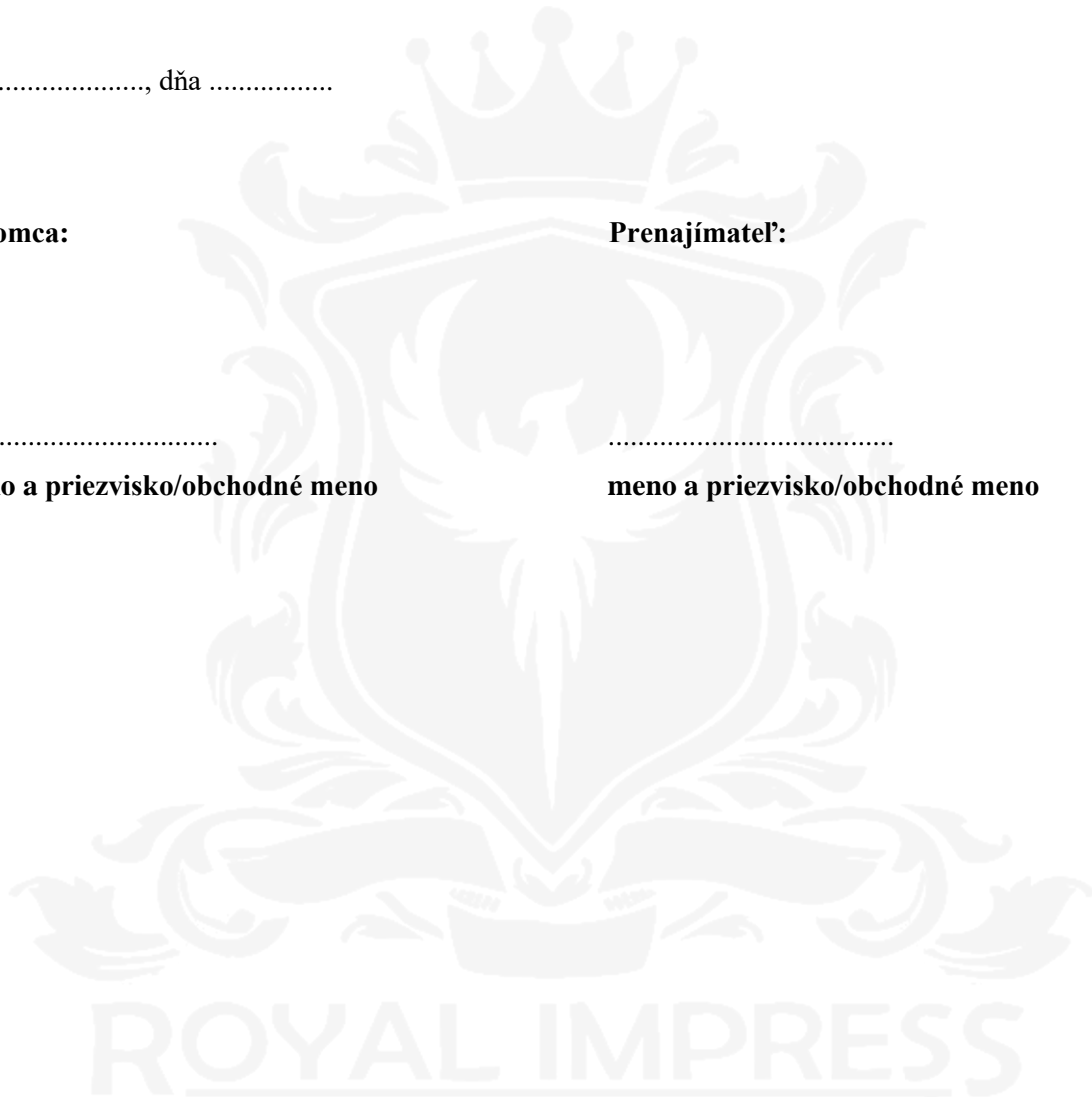 ..................., dňa .................
omca: Prenajímateľ:
.............................. .......................................
o a priezvisko/obchodné meno meno a priezvisko/obchodné meno
ROYAL IMPRESS